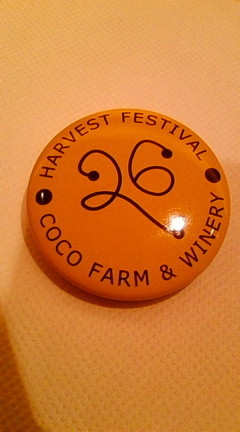 HARVEST FESTIVAL
26
COCO FARM & WINERY